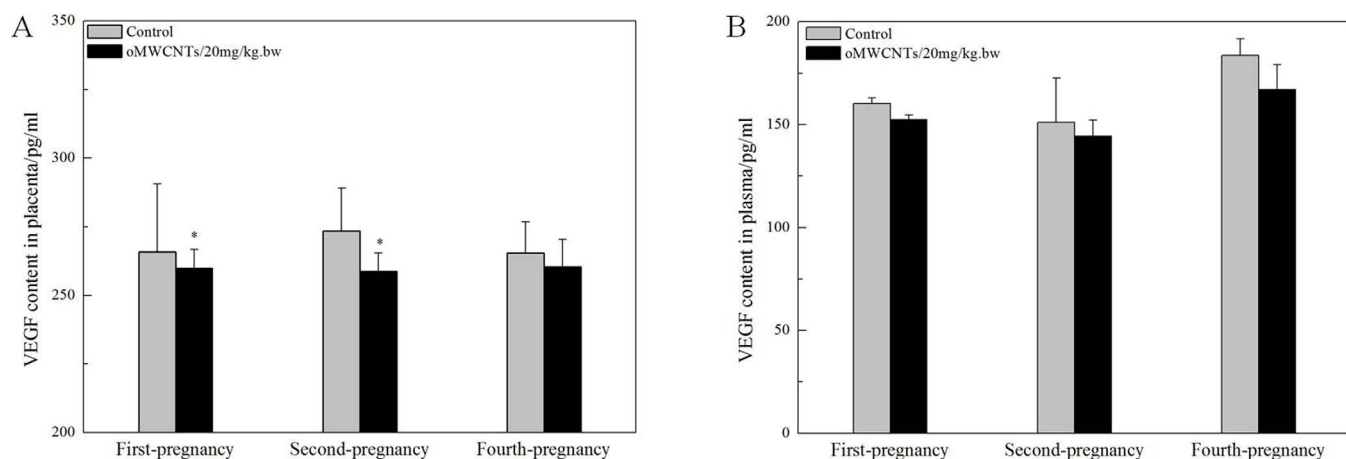 A
350
Control
oMWCNTs/20mg/kg.bw
VEGF content in placenta/pg/ml
300
*
*
250
200
First-pregnancy
Second-pregnancy
Fourth-pregnancy
B
200
Control
oMWCNTs/20mg/kg.bw
VEGF content in plasma/pg/ml
150
100
50
0
First-pregnancy
Second-pregnancy
Fourth-pregnancy